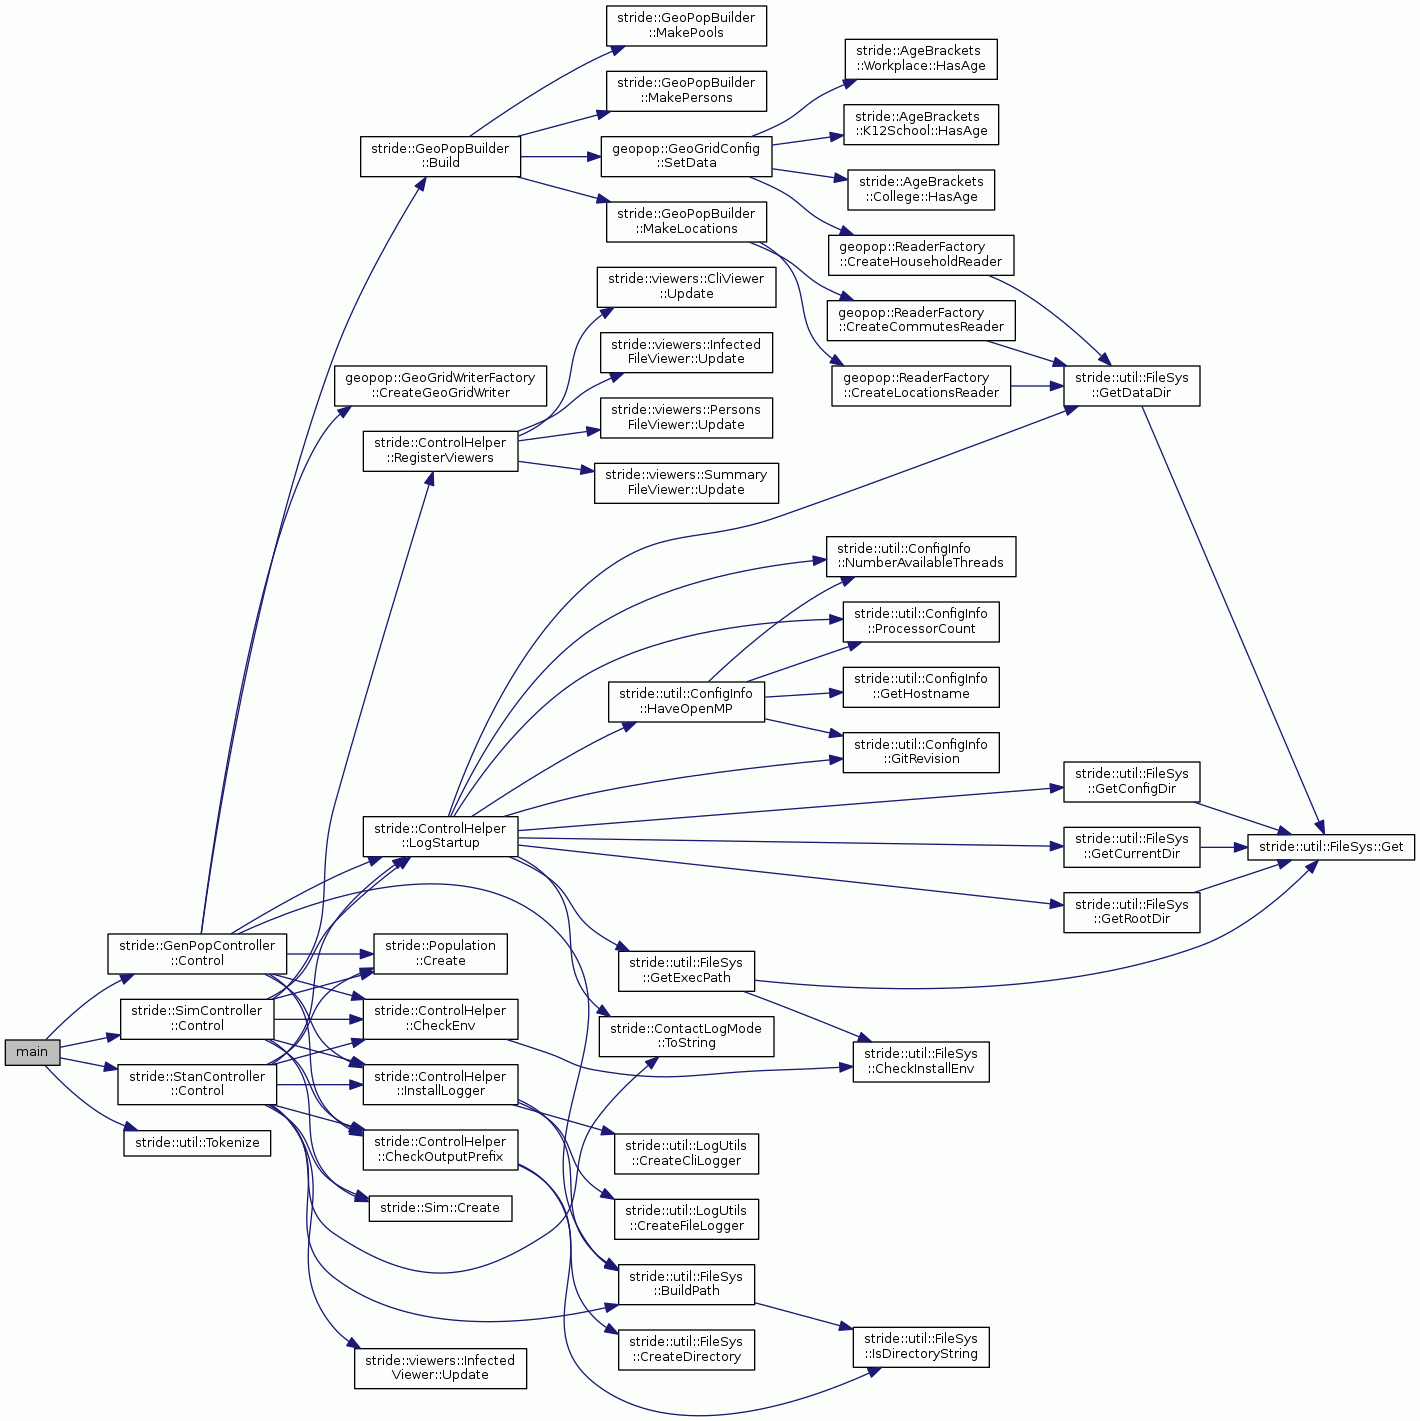 stride::GeoPopBuilder
::MakePools
stride::AgeBrackets
::Workplace::HasAge
stride::GeoPopBuilder
::MakePersons
stride::AgeBrackets
::K12School::HasAge
stride::GeoPopBuilder
::Build
geopop::GeoGridConfig
::SetData
stride::AgeBrackets
::College::HasAge
stride::GeoPopBuilder
::MakeLocations
geopop::ReaderFactory
::CreateHouseholdReader
stride::viewers::CliViewer
::Update
geopop::ReaderFactory
::CreateCommutesReader
stride::viewers::Infected
FileViewer::Update
geopop::GeoGridWriterFactory
::CreateGeoGridWriter
geopop::ReaderFactory
::CreateLocationsReader
stride::util::FileSys
::GetDataDir
stride::viewers::Persons
FileViewer::Update
stride::ControlHelper
::RegisterViewers
stride::viewers::Summary
FileViewer::Update
stride::util::ConfigInfo
::NumberAvailableThreads
stride::util::ConfigInfo
::ProcessorCount
stride::util::ConfigInfo
::HaveOpenMP
stride::util::ConfigInfo
::GetHostname
stride::util::ConfigInfo
::GitRevision
stride::util::FileSys
::GetConfigDir
stride::ControlHelper
::LogStartup
stride::util::FileSys
::GetCurrentDir
stride::util::FileSys::Get
stride::util::FileSys
::GetRootDir
stride::GenPopController
::Control
stride::Population
::Create
stride::util::FileSys
::GetExecPath
stride::SimController
::Control
stride::ControlHelper
::CheckEnv
stride::ContactLogMode
::ToString
main
stride::util::FileSys
::CheckInstallEnv
stride::StanController
::Control
stride::ControlHelper
::InstallLogger
stride::util::Tokenize
stride::ControlHelper
::CheckOutputPrefix
stride::util::LogUtils
::CreateCliLogger
stride::Sim::Create
stride::util::LogUtils
::CreateFileLogger
stride::util::FileSys
::BuildPath
stride::util::FileSys
::CreateDirectory
stride::util::FileSys
::IsDirectoryString
stride::viewers::Infected
Viewer::Update